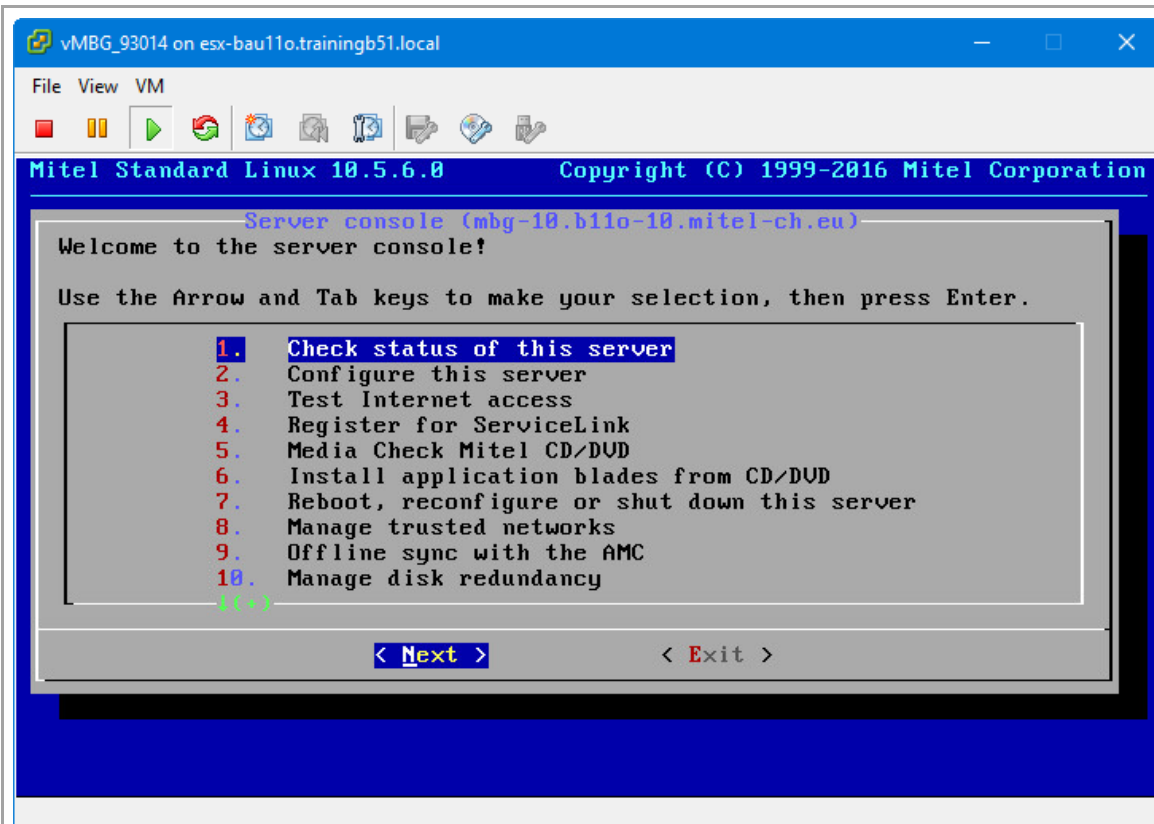 vMBG_93014 on esx-bau11o.trainingb51.local
File View VM
Mitel Standard Linux 10.5.6.0 Copyright (C) 1999-2016 Mitel Corporation
Server console (mbg-10.b11o-10.mitel-ch.eu)
Welcome to the server console!
Use the Arrow and Tab keys to make your selection, then press Enter.
1. Check status of this server
2. Configure this server
3. Test Internet access
4. Register for ServiceLink
5. Media Check Mitel CD/DVD
6. Install application blades from CD/DVD
7. Reboot, reconfigure or shut down this server
8. Manage trusted networks
9. Offline sync with the AMC
10. Manage disk redundancy
↓(+)
< Next > < Exit >